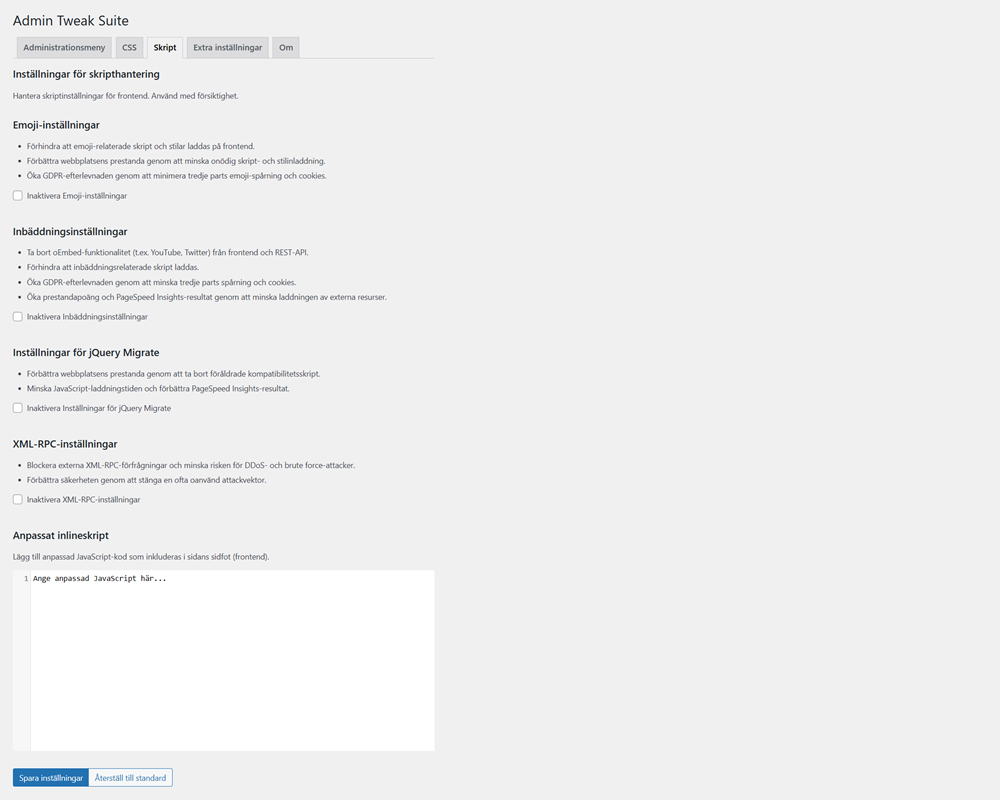 Admin Tweak Suite
Administrationsmeny CSS Skript Extra inställningar Om
Inställningar för skripthantering
Hantera skriptinställningar för frontend. Använd med försiktighet.
Emoji-inställningar
Förhindra att emoji-relaterade skript och stilar laddas på frontend.
Förbättra webbplatsens prestanda genom att minska onödig skript- och stilinladdning.
Öka GDPR-efterlevnaden genom att minimera tredje parts emoji-spårning och cookies.
Inaktivera Emoji-inställningar
Inbäddningsinställningar
Ta bort oEmbed-funktionalitet (t.ex. YouTube, Twitter) från frontend och REST-API.
Förhindra att inbäddningsrelaterade skript laddas.
Öka GDPR-efterlevnaden genom att minska tredje parts spårning och cookies.
Öka prestandapoäng och PageSpeed Insights-resultat genom att minska laddningen av externa resurser.
Inaktivera Inbäddningsinställningar
Inställningar för jQuery Migrate
Förbättra webbplatsens prestanda genom att ta bort föråldrade kompatibilitetsskript.
Minska JavaScript-laddningstiden och förbättra PageSpeed Insights-resultat.
Inaktivera Inställningar för jQuery Migrate
XML-RPC-inställningar
Blockera externa XML-RPC-förfrågningar och minska risken för DDoS- och brute force-attacker.
Förbättra säkerheten genom att stänga en ofta oanvänd attackvektor.
Inaktivera XML-RPC-inställningar
Anpassat inlineskript
Lägg till anpassad JavaScript-kod som inkluderas i sidans sidfot (frontend).
1 Ange anpassad JavaScript här...
Spara inställningar Återställ till standard